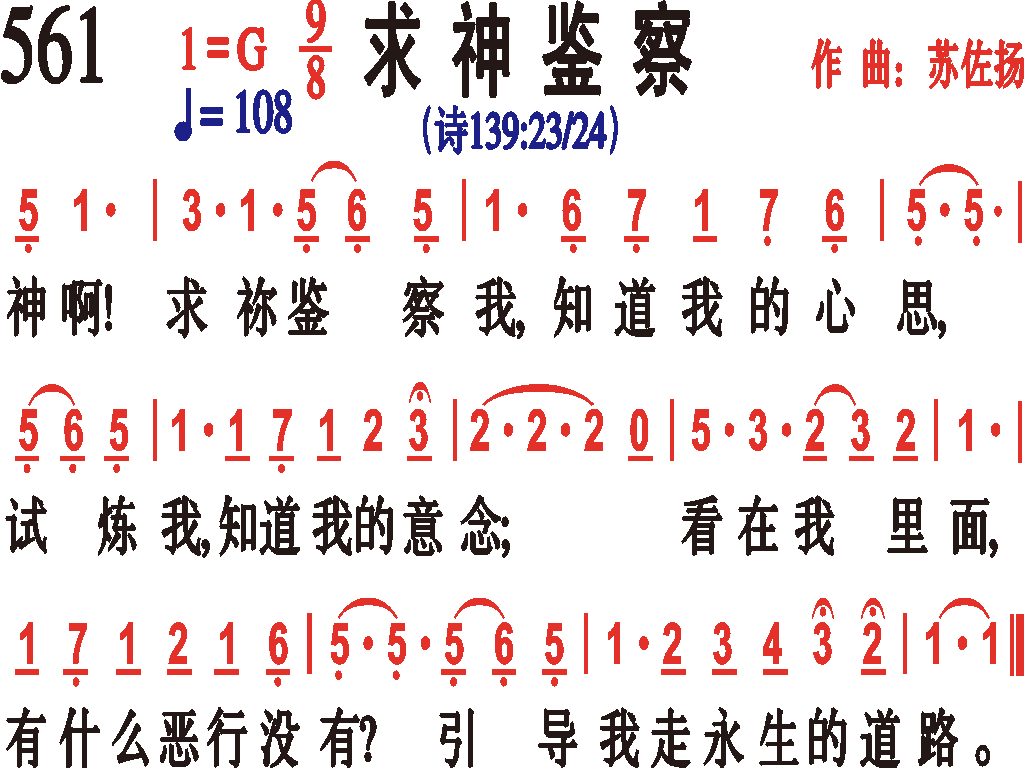 561 1=G 9/8 求神鉴察 作曲：苏佐扬
♩=108 (诗139:23/24)
5 1· | 3·1·5 6 5 | 1· 6 7 1 7 6 | 5·5· |
神啊! 求祢鉴察我,知道我的心思,
5 6 5 | 1·1 7 1 2 3 | 2·2·2 0 | 5·3·2 3 2 | 1· |
试炼我,知道我的意念; 看在我里面,
1 7 1 2 1 6 | 5·5·5 6 5 | 1·2 3 4 3 2 | 1·1 ‖
有什么恶行没有? 引导我走永生的道路。